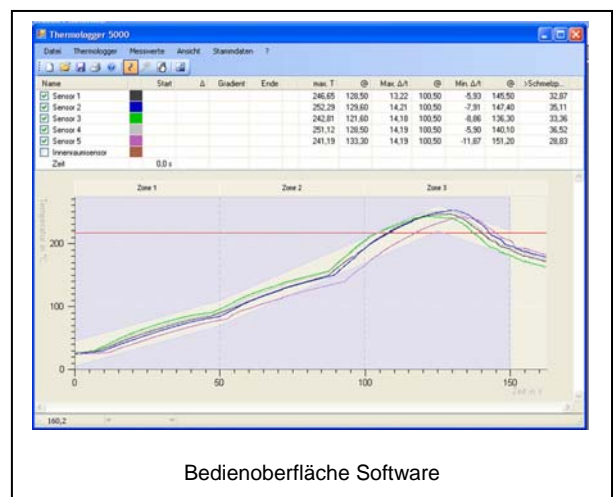 Thermologger 5000
Datei Thermologger Messwerte Ansicht Stammdaten ?
Name Start Δ Gradient Ende max. T @ Max. Δ/t @ Min. Δ/t @ >Schmelzp...
Sensor 1 246,65 128,50 13,22 100,50 -5,93 145,50 32,87
Sensor 2 252,29 129,60 14,21 100,50 -7,91 147,40 35,11
Sensor 3 242,81 121,60 14,18 100,50 -8,86 136,30 33,36
Sensor 4 251,12 128,50 14,19 100,50 -5,90 140,10 36,52
Sensor 5 241,19 133,30 14,19 100,50 -11,67 151,20 28,83
Innenraumsensor
Zeit 0,0 s
Zone 1 Zone 2 Zone 3
Temperatur in °C
200
100
0
0 50 100 150
Zeit in s
160,2
Bedienoberfläche Software